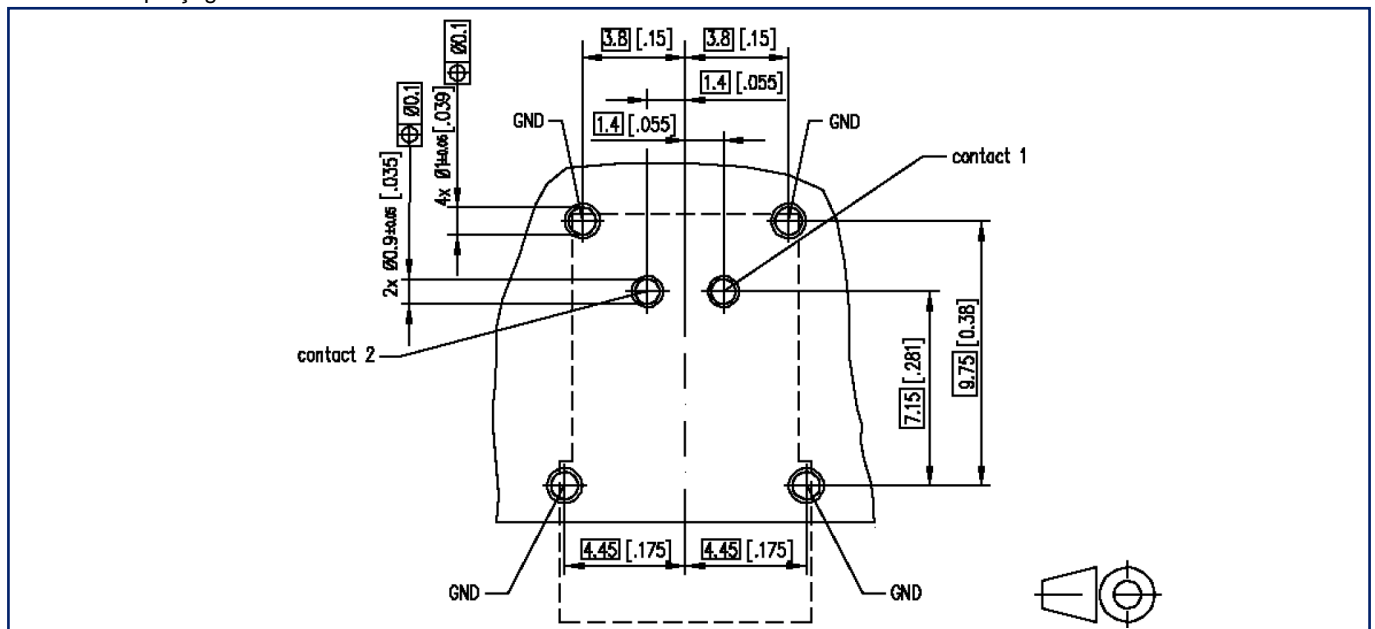 3.8 [.15]
3.8 [.15]
1.4 [.055]
1.4 [.055]
⌖ Ø0.1
4x Ø1±0.05 [.039]
⌖ Ø0.1
2x Ø0.9±0.05 [.035]
GND
GND
contact 1
contact 2
7.15 [.281]
9.75 [0.38]
4.45 [.175]
4.45 [.175]
GND
GND